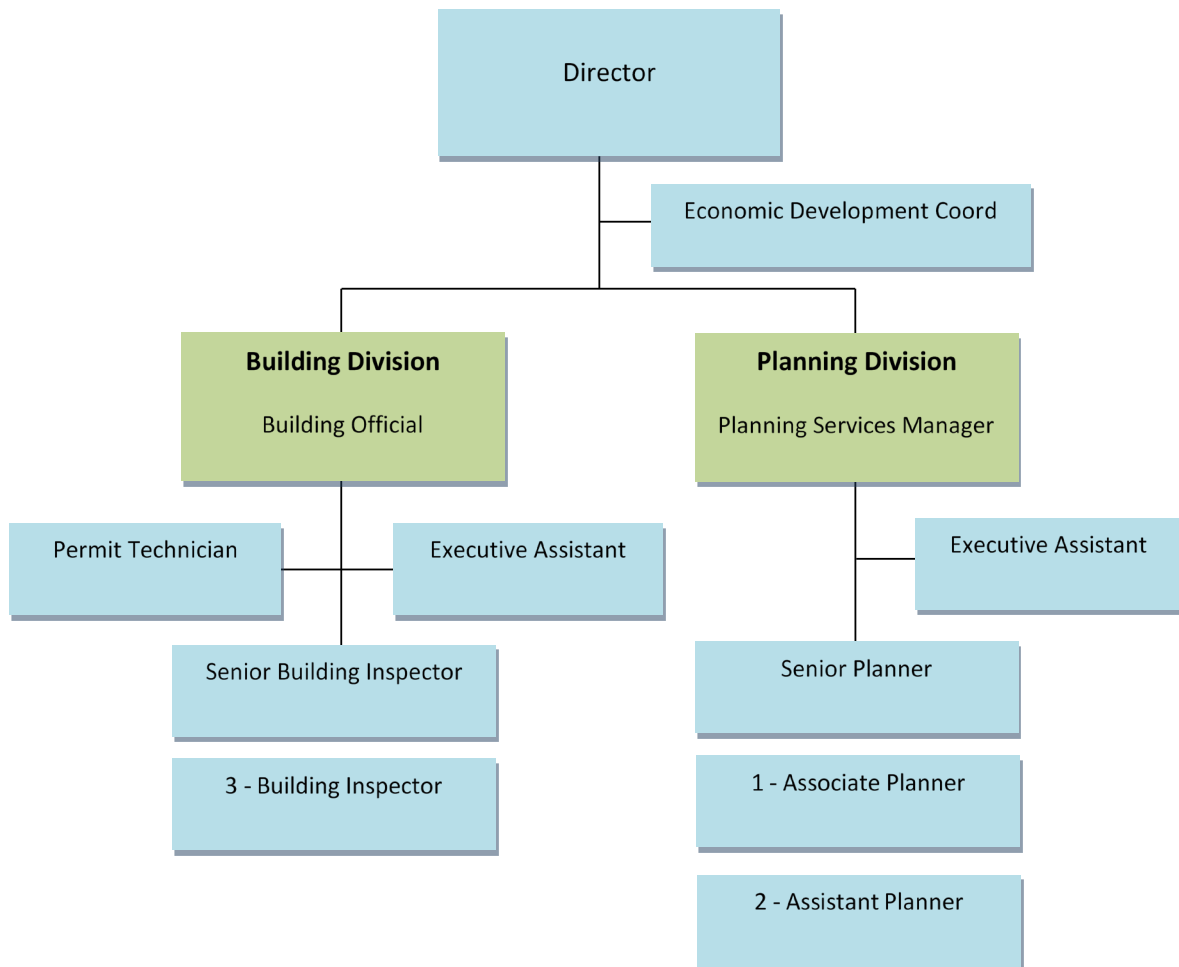 Director
Economic Development Coord
Building Division
Building Official
Planning Division
Planning Services Manager
Permit Technician
Executive Assistant
Executive Assistant
Senior Building Inspector
Senior Planner
3 - Building Inspector
1 - Associate Planner
2 - Assistant Planner